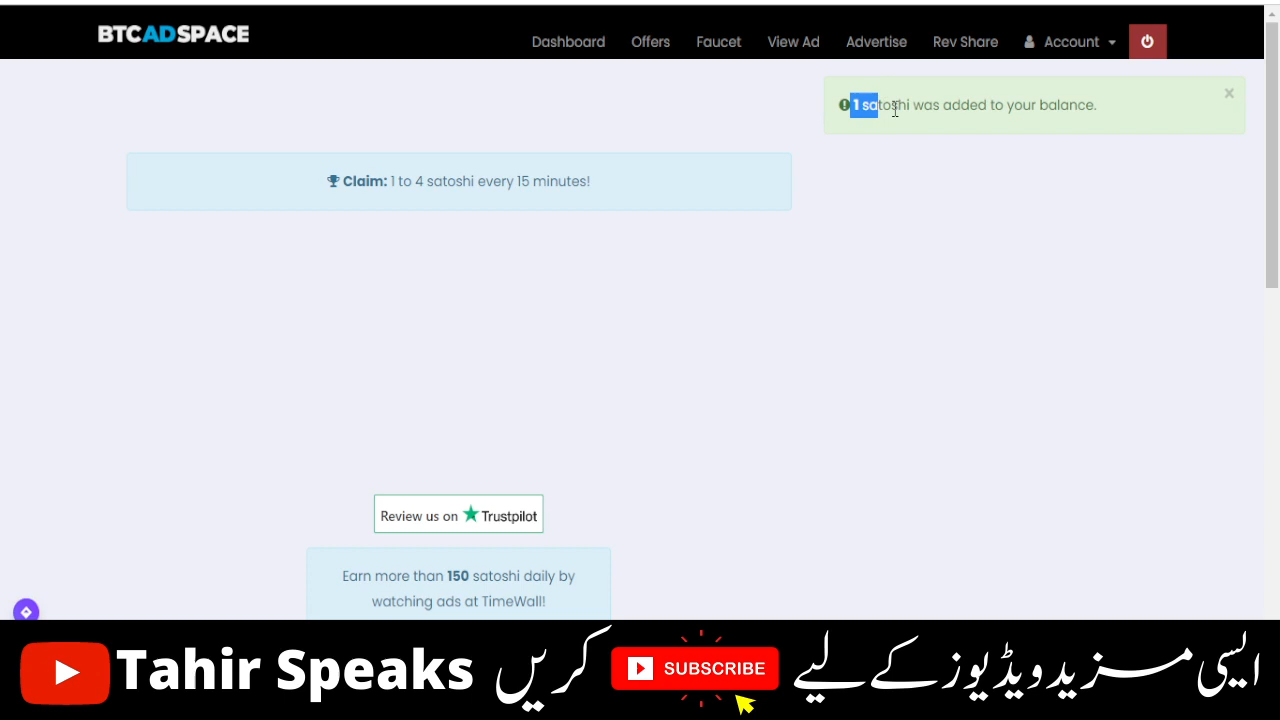 BTCADSPACE
Dashboard Offers Faucet View Ad Advertise Rev Share Account
1 satoshi was added to your balance.
×
Claim: 1 to 4 satoshi every 15 minutes!
Review us on Trustpilot
Earn more than 150 satoshi daily by
watching ads at TimeWall!
Tahir Speaks کریں SUBSCRIBE ایسی مزید ویڈیوز کے لیے